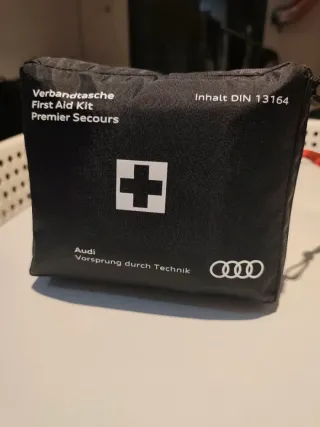 Verbandtasche
First Aid Kit
Premier Secours
Inhalt DIN 13164
Audi
Vorsprung durch Technik